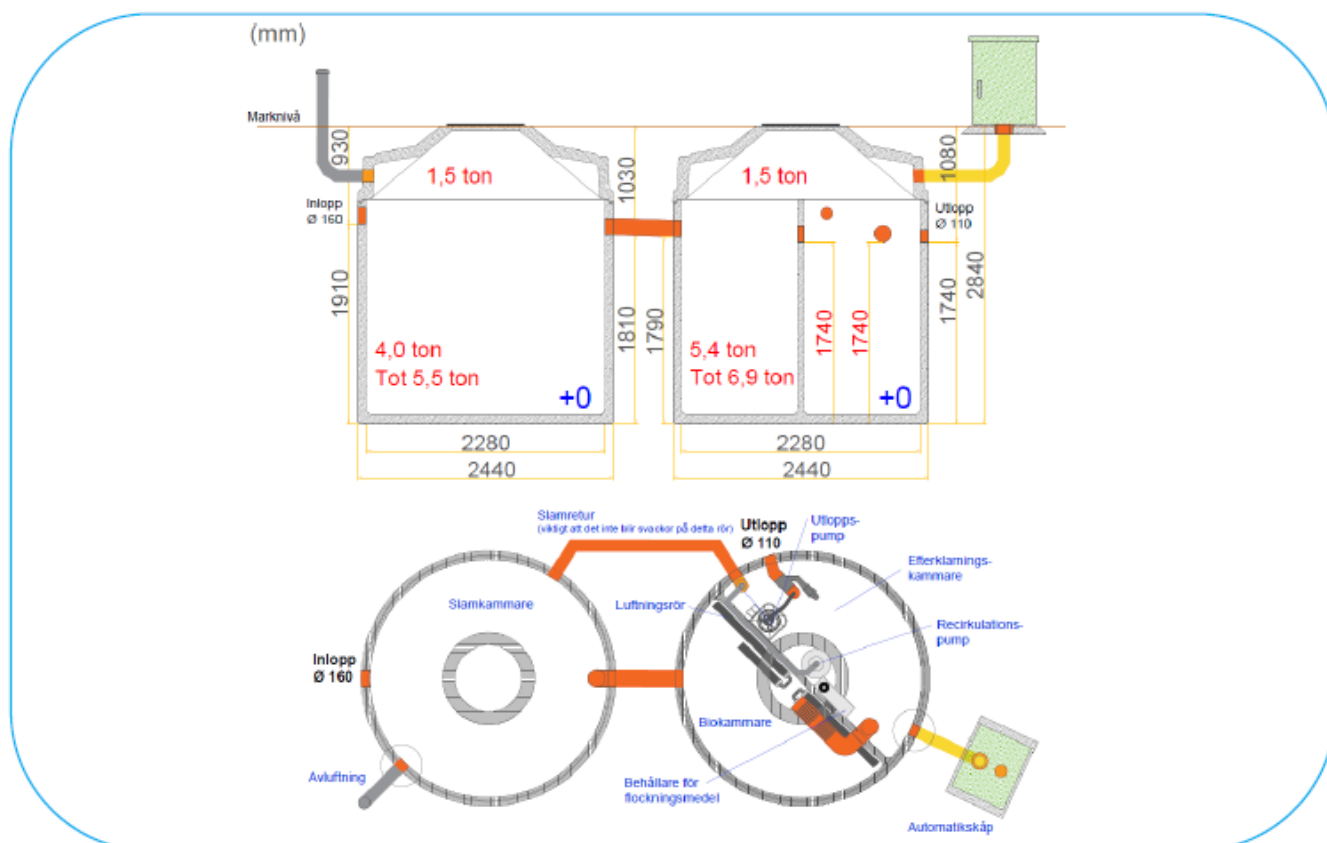 (mm)
Marknivå
930
1,5 ton
1030
1,5 ton
1080
Inlopp
Ø 160
Utlopp
Ø 110
1910
1810
1790
1740
1740
1740
2840
4,0 ton
Tot 5,5 ton
+0
5,4 ton
Tot 6,9 ton
+0
2280
2440
2280
2440
Slamretur
(viktigt att det inte blir svackor på detta rör)
Utlopp
Ø 110
Utlopps-
pump
Efterklarnings-
kammare
Slamkammare
Luftningsrör
Recirkulations-
pump
Inlopp
Ø 160
Biokammare
Avluftning
Behållare för
flockningsmedel
Automatikskåp